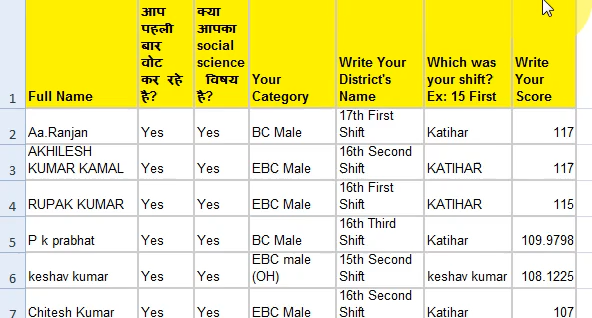 1 Full Name आप पहली बार वोट कर रहे है? क्या आपका social science विषय है? Your Category Write Your District's Name Which was your shift? Ex: 15 First Write Your Score
2 Aa.Ranjan Yes Yes BC Male 17th First Shift Katihar 117
3 AKHILESH KUMAR KAMAL Yes Yes EBC Male 16th Second Shift KATIHAR 117
4 RUPAK KUMAR Yes Yes EBC Male 16th First Shift KATIHAR 115
5 P k prabhat Yes Yes BC Male 16th Third Shift Katihar 109.9798
6 keshav kumar Yes Yes EBC male (OH) 15th Second Shift keshav kumar 108.1225
7 Chitesh Kumar Yes Yes EBC Male 16th Second Shift Katihar 107